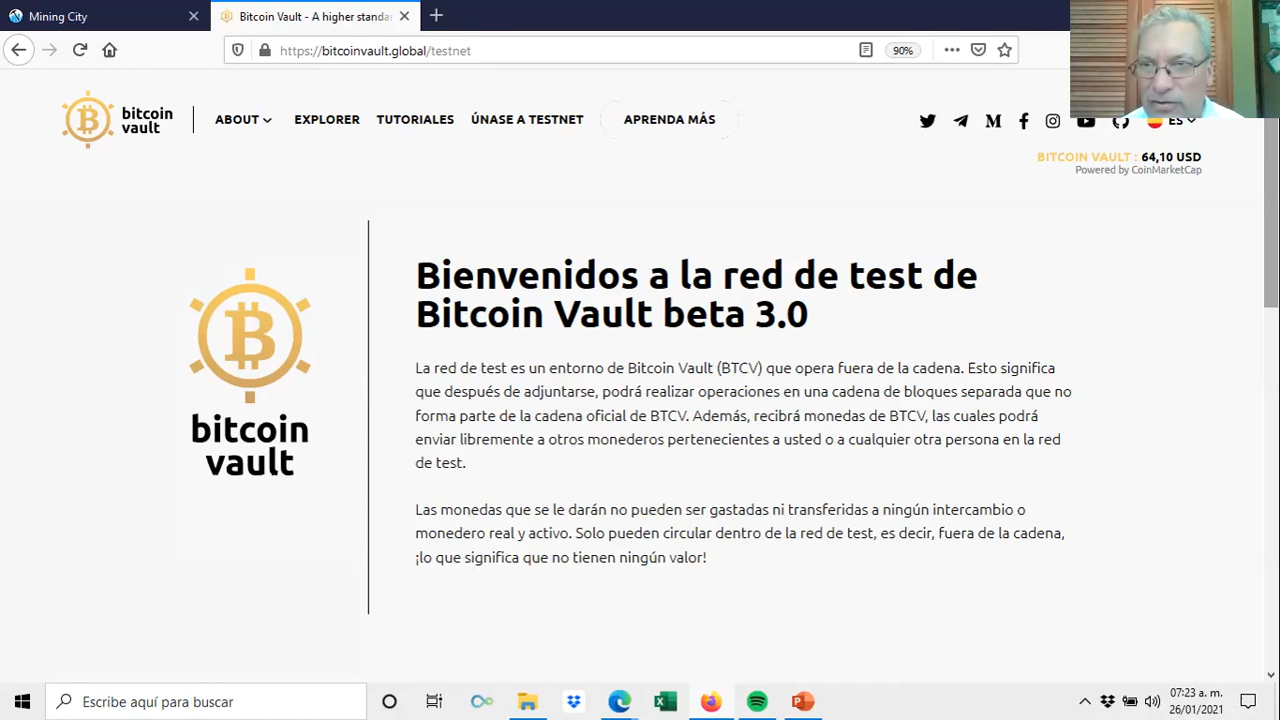 Mining City
Bitcoin Vault - A higher standa
https://bitcoinvault.global/testnet
90%
bitcoin
vault
ABOUT
EXPLORER
TUTORIALES
ÚNASE A TESTNET
APRENDA MÁS
ES
BITCOIN VAULT : 64,10 USD
Powered by CoinMarketCap
bitcoin
vault
Bienvenidos a la red de test de
Bitcoin Vault beta 3.0
La red de test es un entorno de Bitcoin Vault (BTCV) que opera fuera de la cadena. Esto significa
que después de adjuntarse, podrá realizar operaciones en una cadena de bloques separada que no
forma parte de la cadena oficial de BTCV. Además, recibrá monedas de BTCV, las cuales podrá
enviar libremente a otros monederos pertenecientes a usted o a cualquier otra persona en la red
de test.
Las monedas que se le darán no pueden ser gastadas ni transferidas a ningún intercambio o
monedero real y activo. Solo pueden circular dentro de la red de test, es decir, fuera de la cadena,
¡lo que significa que no tienen ningún valor!
Escribe aquí para buscar
07:23 a. m.
26/01/2021